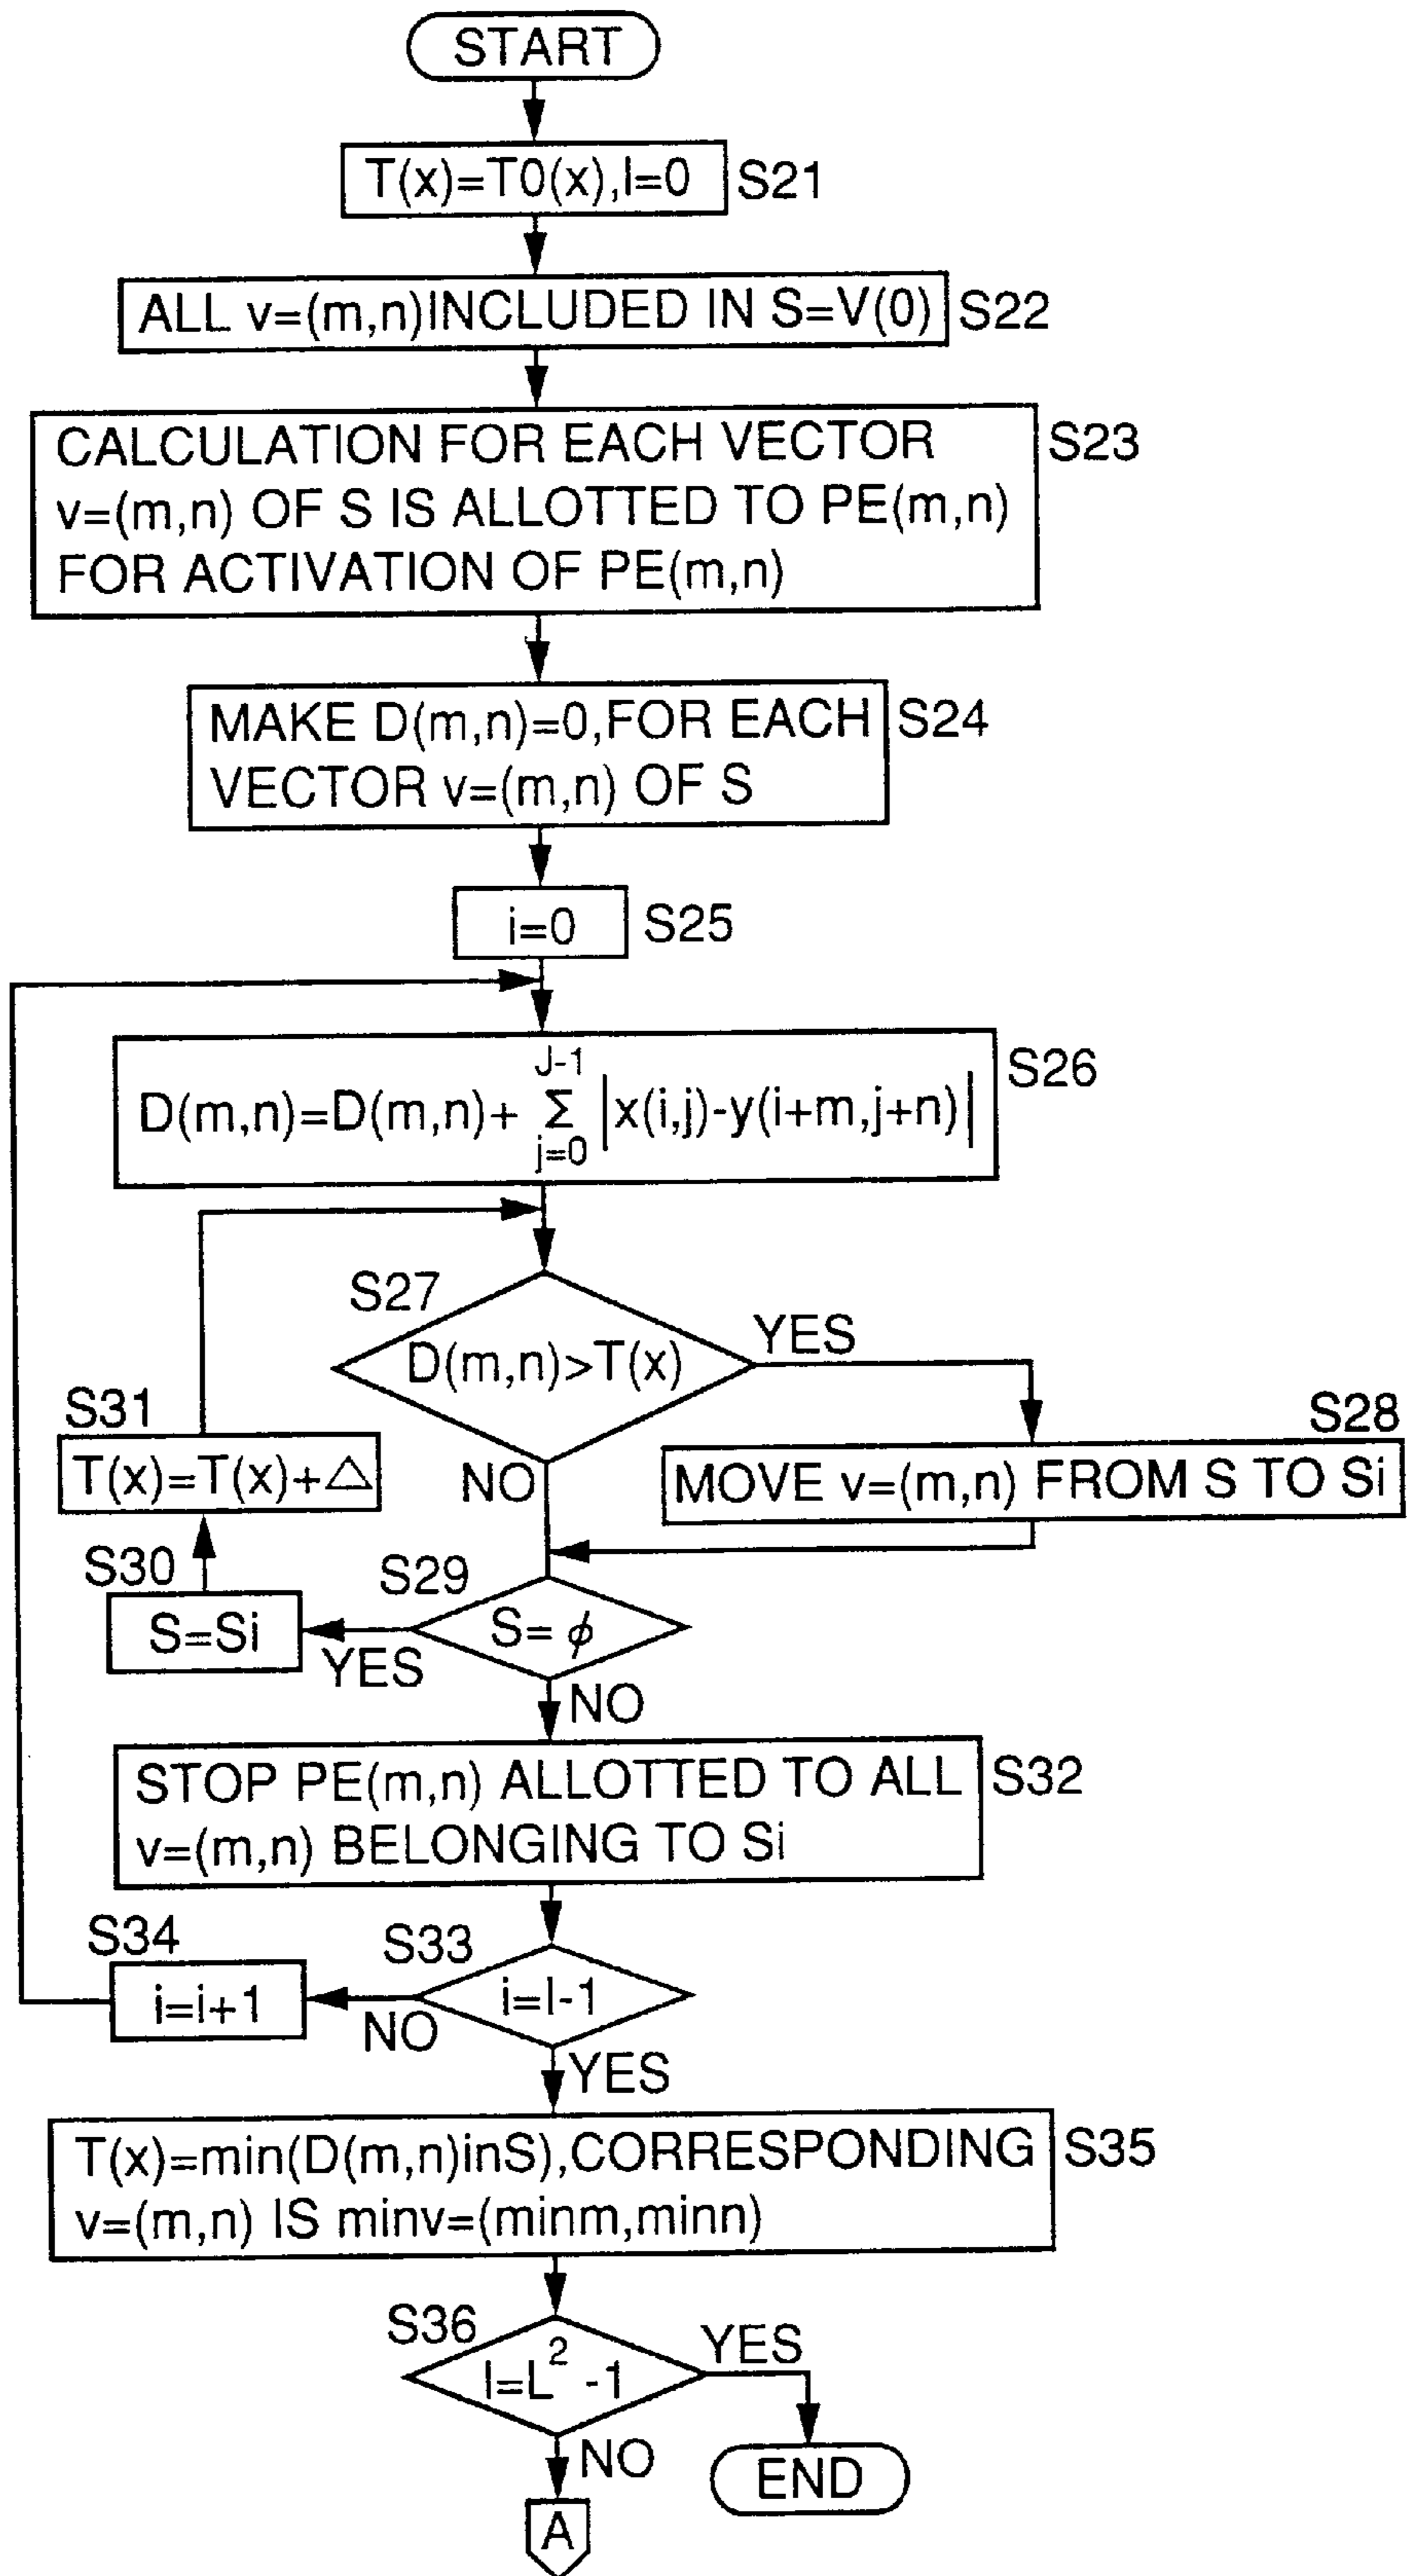 START
T(x)=T0(x),l=0 S21
ALL v=(m,n)INCLUDED IN S=V(0) S22
CALCULATION FOR EACH VECTOR S23
v=(m,n) OF S IS ALLOTTED TO PE(m,n)
FOR ACTIVATION OF PE(m,n)
MAKE D(m,n)=0,FOR EACH S24
VECTOR v=(m,n) OF S
i=0 S25
S26
D(m,n)=D(m,n)+ J-1 Σ j=0 |x(i,j)-y(i+m,j+n)|
S27
D(m,n)>T(x) YES
S31
S28
T(x)=T(x)+△
NO
MOVE v=(m,n) FROM S TO Si
S30
S29
S=Si
YES
S= ϕ
NO
STOP PE(m,n) ALLOTTED TO ALL S32
v=(m,n) BELONGING TO Si
S34
S33
i=i+1
NO
i=I-1
YES
T(x)=min(D(m,n)inS),CORRESPONDING S35
v=(m,n) IS minv=(minm,minn)
S36
l=L² -1
YES
NO
END
A